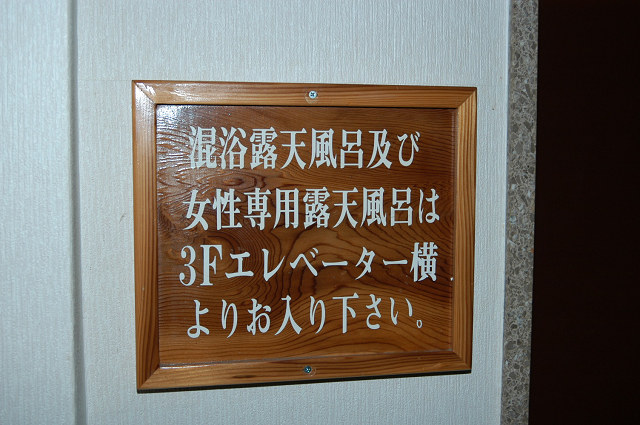 混浴露天風呂及び
女性専用露天風呂は
3Fエレベーター横
よりお入り下さい。